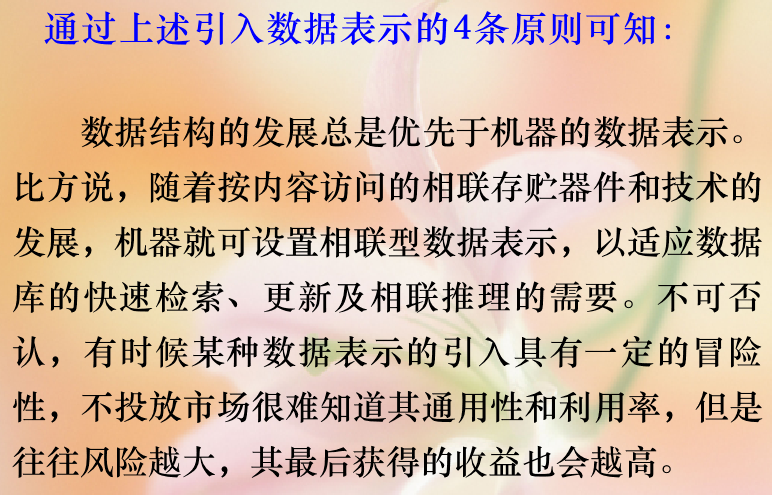 通过上述引入数据表示的4条原则可知：
数据结构的发展总是优先于机器的数据表示。
比方说，随着按内容访问的相联存贮器件和技术的
发展，机器就可设置相联型数据表示，以适应数据
库的快速检索、更新及相联推理的需要。不可否
认，有时候某种数据表示的引入具有一定的冒险
性，不投放市场很难知道其通用性和利用率，但是
往往风险越大，其最后获得的收益也会越高。